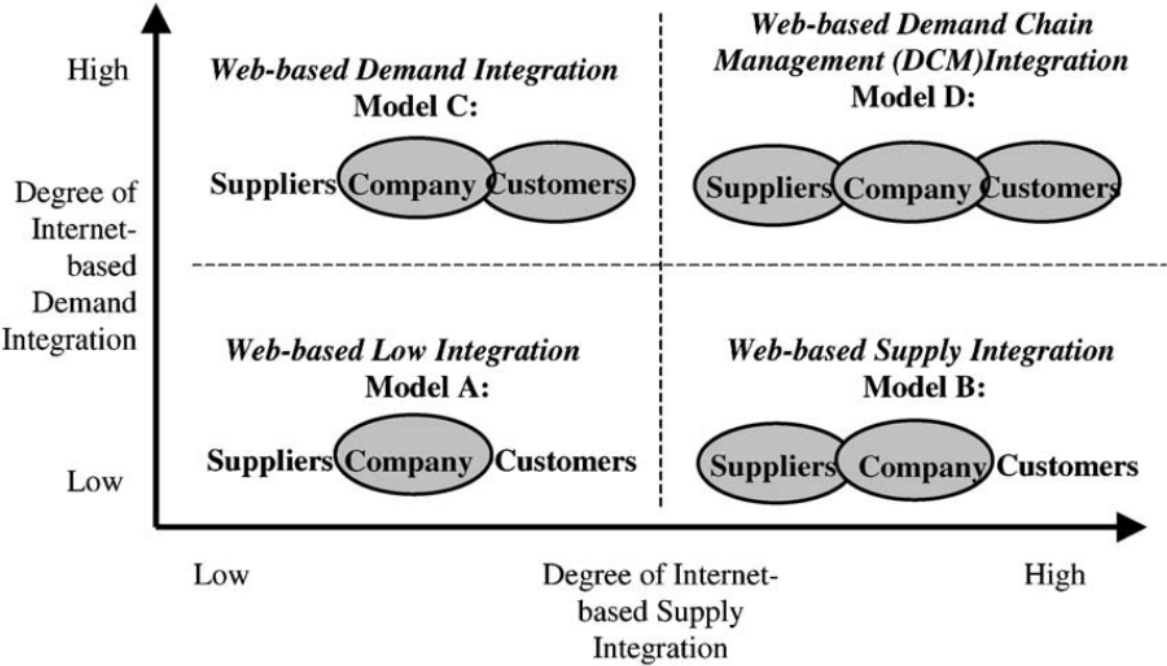 High
Degree of
Internet-
based
Demand
Integration
Low
Web-based Demand Integration
Model C:
Suppliers Company Customers
Web-based Demand Chain
Management (DCM)Integration
Model D:
Suppliers Company Customers
Web-based Low Integration
Model A:
Suppliers Company Customers
Web-based Supply Integration
Model B:
Suppliers Company Customers
Low
Degree of Internet-
based Supply
Integration
High